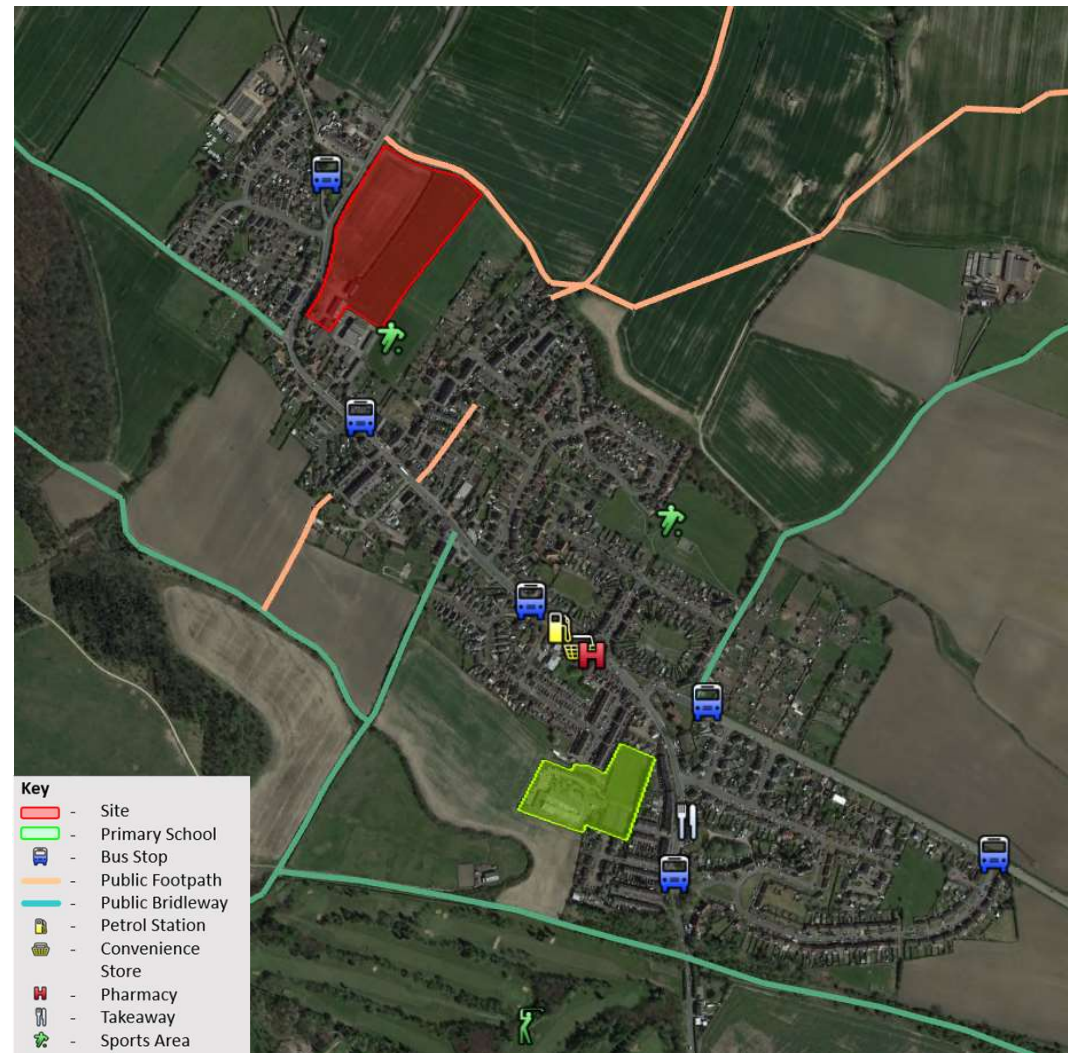 Key
- Site
- Primary School
- Bus Stop
- Public Footpath
- Public Bridleway
- Petrol Station
- Convenience
Store
- Pharmacy
- Takeaway
- Sports Area